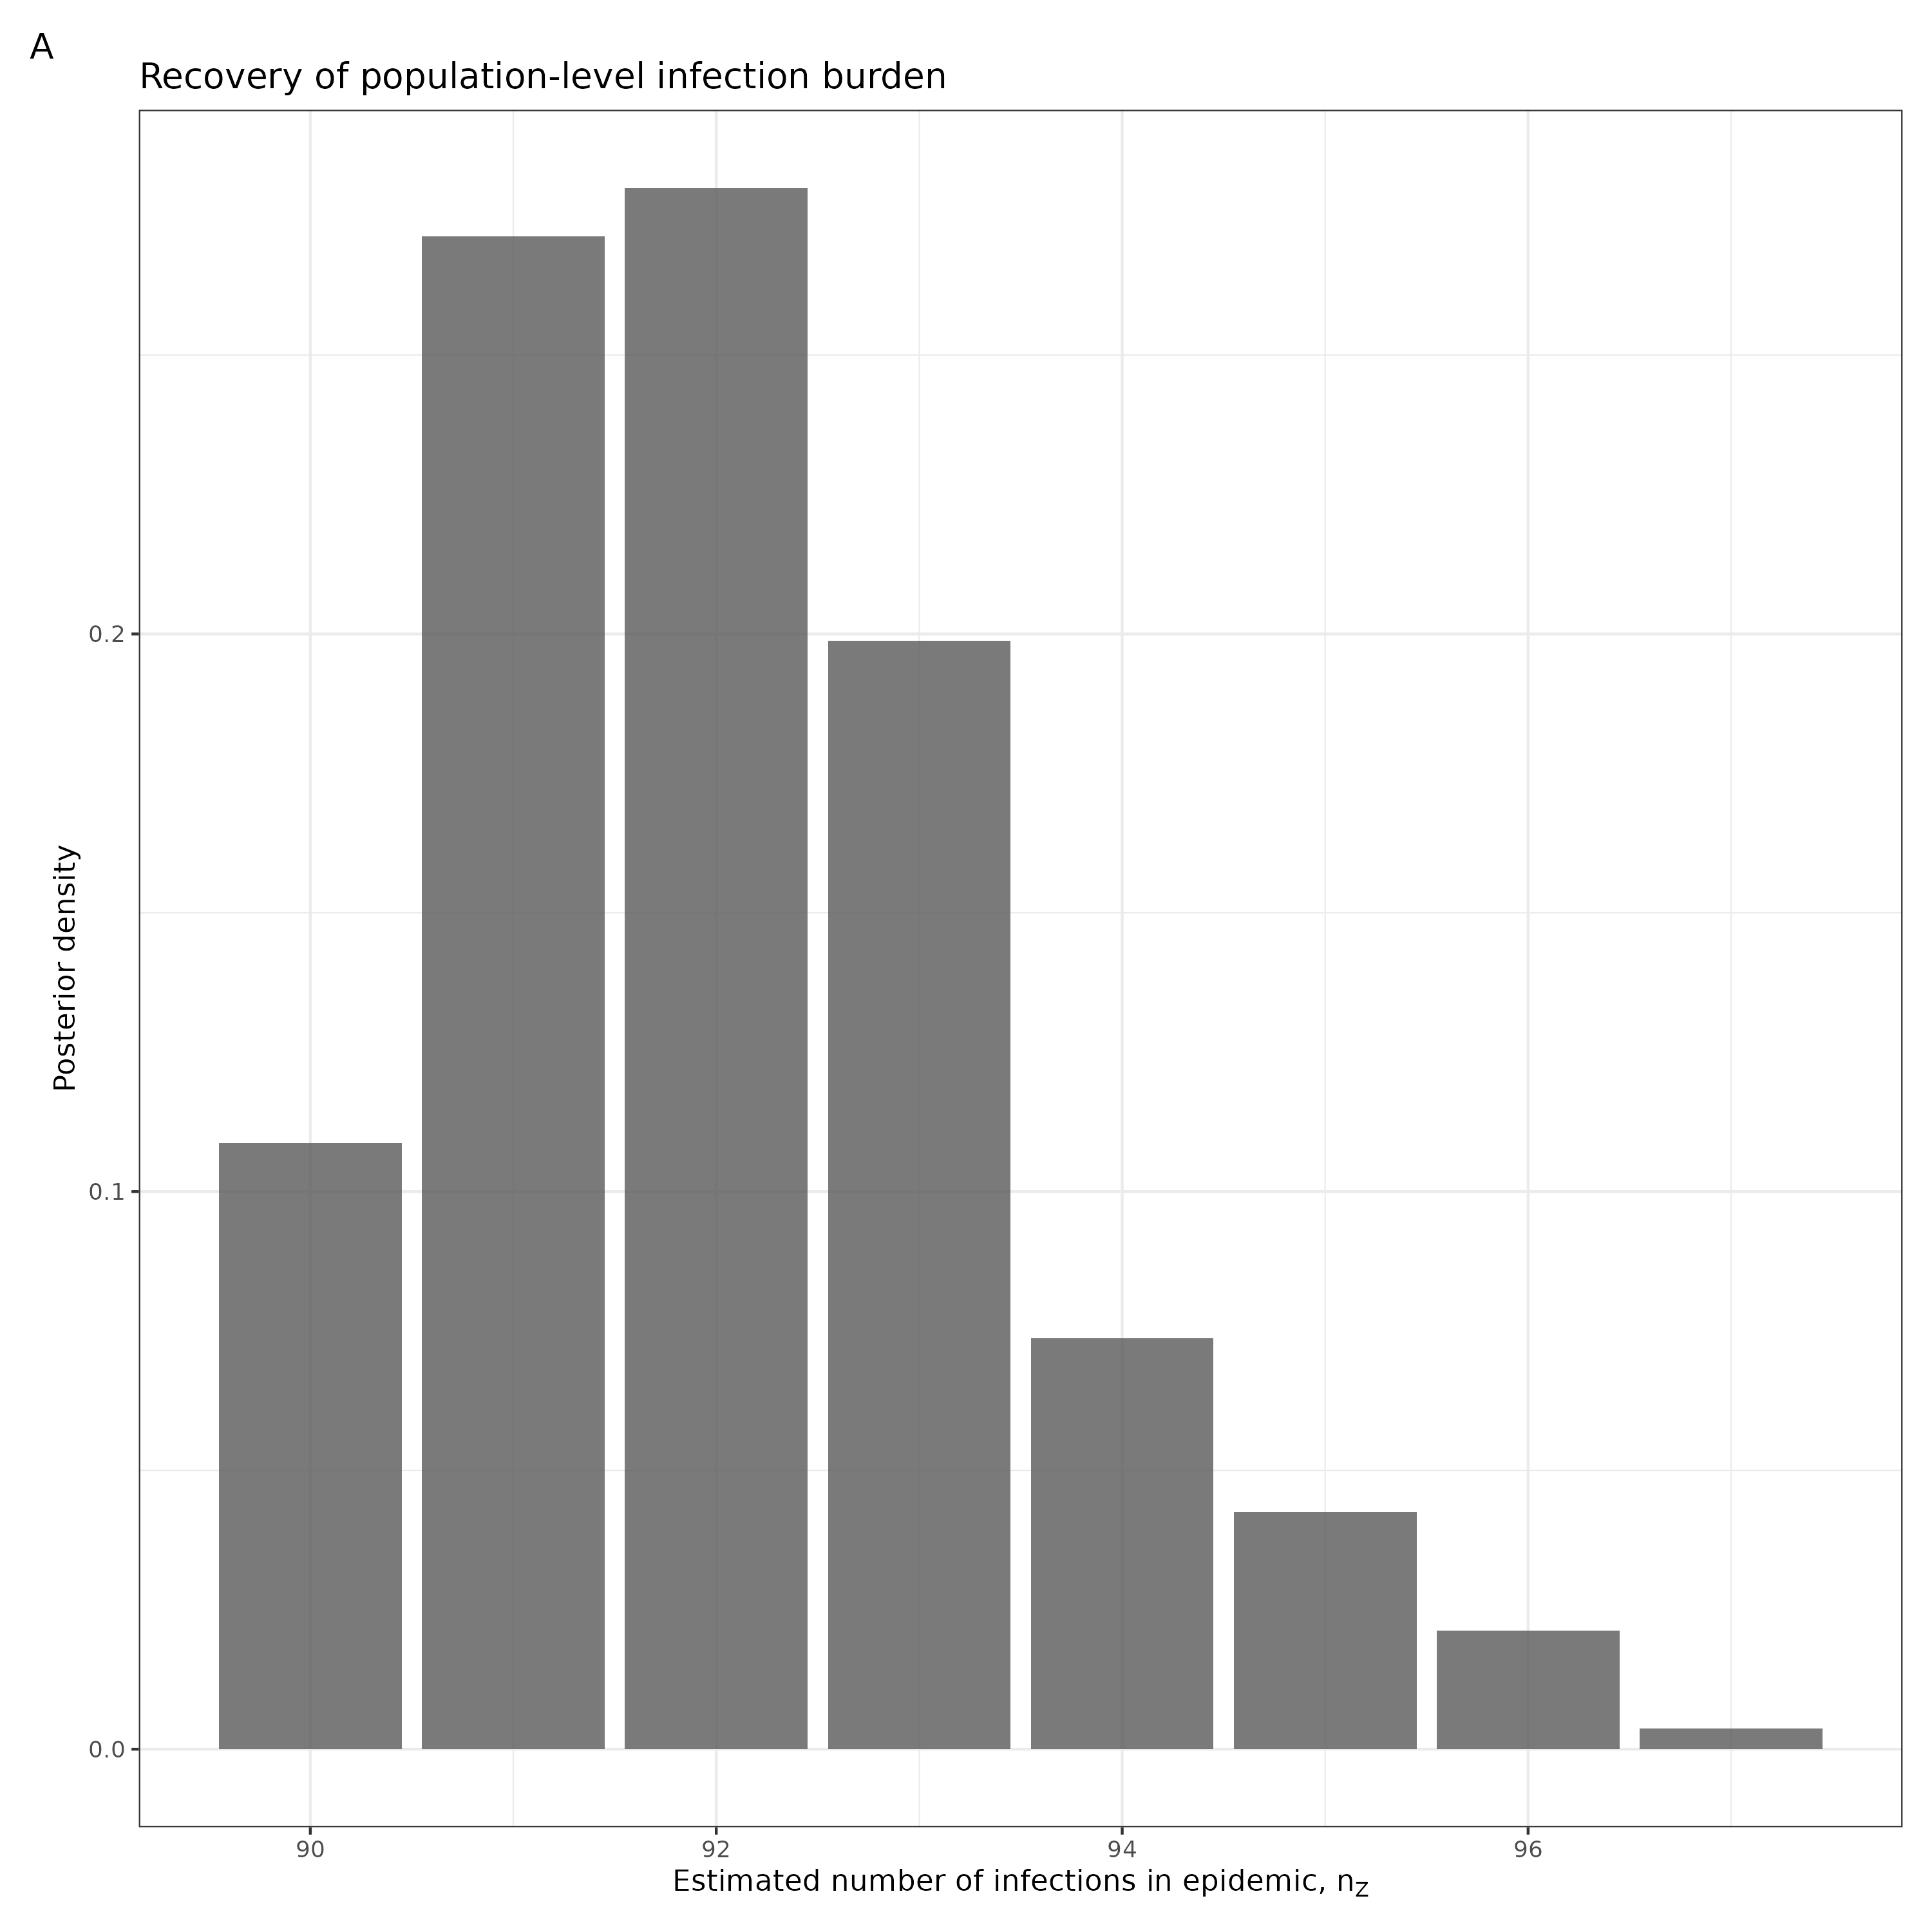 A
Recovery of population-level infection burden
Posterior density
0.2
0.1
0.0
90
92
94
96
Estimated number of infections in epidemic, nZ